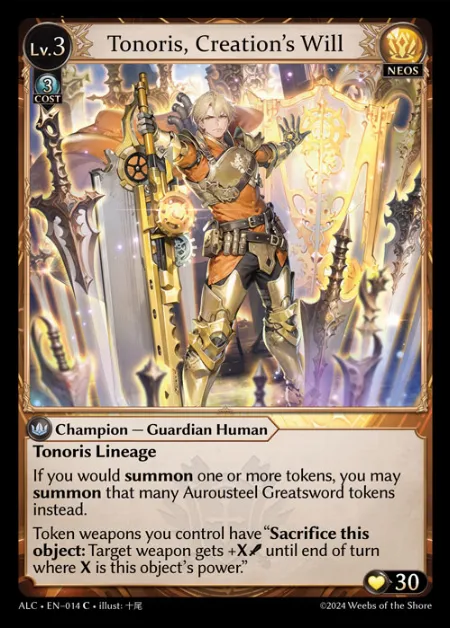 Lv.3
Tonoris, Creation's Will
NEOS
3
COST
Champion — Guardian Human
Tonoris Lineage
If you would summon one or more tokens, you may
summon that many Aurousteel Greatsword tokens
instead.
Token weapons you control have “Sacrifice this
object: Target weapon gets +X until end of turn
where X is this object's power.”
30
ALC • EN-014 C • illust: 十尾
©2024 Weebs of the Shore